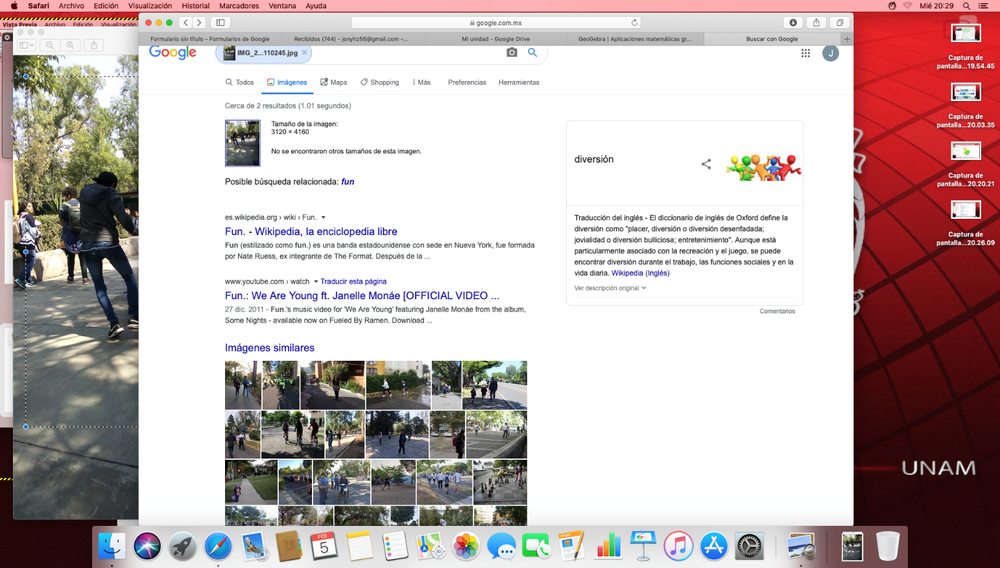 Safari Archivo Edición Visualización Historial Marcadores Ventana Ayuda
Mié 20:29
Vista Previa Archivo Edición Visualización
google.com.mx
Formulario sin título - Formularios de Google
Recibidos (744) - jonyhz56@gmail.com -...
Mi unidad - Google Drive
GeoGebra | Aplicaciones matemáticas gr...
Buscar con Google
Google
IMG_2...110245.jpg
J
Todos Imágenes Maps Shopping Más Preferencias Herramientas
Cerca de 2 resultados (1.01 segundos)
Tamaño de la imagen:
3120 × 4160
No se encontraron otros tamaños de esta imagen.
Posible búsqueda relacionada: fun
es.wikipedia.org › wiki › Fun.
Fun. - Wikipedia, la enciclopedia libre
Fun (estilizado como fun.) es una banda estadounidense con sede en Nueva York, fue formada
por Nate Ruess, ex integrante de The Format. Después de la ...
www.youtube.com › watch Traducir esta página
Fun.: We Are Young ft. Janelle Monáe [OFFICIAL VIDEO ...
27 dic. 2011 - Fun.'s music video for 'We Are Young' featuring Janelle Monáe from the album,
Some Nights - available now on Fueled By Ramen. Download ...
Imágenes similares
diversión
Traducción del inglés - El diccionario de inglés de Oxford define la
diversión como "placer, diversión o diversión desenfadada;
jovialidad o diversión bulliciosa; entretenimiento". Aunque está
particularmente asociado con la recreación y el juego, se puede
encontrar diversión durante el trabajo, las funciones sociales y en la
vida diaria. Wikipedia (Inglés)
Ver descripción original
Comentarios
Captura de
pantalla...19.54.45
Captura de
pantalla...20.03.35
Captura de
pantalla...20.20.21
Captura de
pantalla...20.26.09
UNAM
FEB
5
PAGES